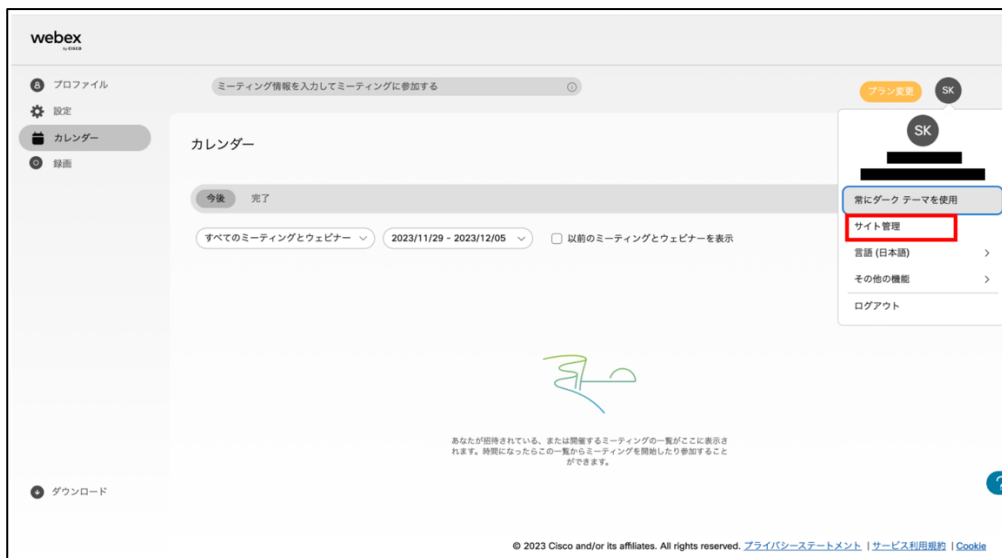 webex
by CISCO
プロファイル
設定
カレンダー
録画
ダウンロード
ミーティング情報を入力してミーティングに参加する
プラン変更
SK
カレンダー
今後 完了
すべてのミーティングとウェビナー 2023/11/29 - 2023/12/05 以前のミーティングとウェビナーを表示
SK
常にダーク テーマを使用
サイト管理
言語 (日本語)
その他の機能
ログアウト
あなたが招待されている、または開催するミーティングの一覧がここに表示さ
れます。時間になったらこの一覧からミーティングを開始したり参加すること
ができます。
?
© 2023 Cisco and/or its affiliates. All rights reserved. プライバシーステートメント | サービス利用規約 | Cookie